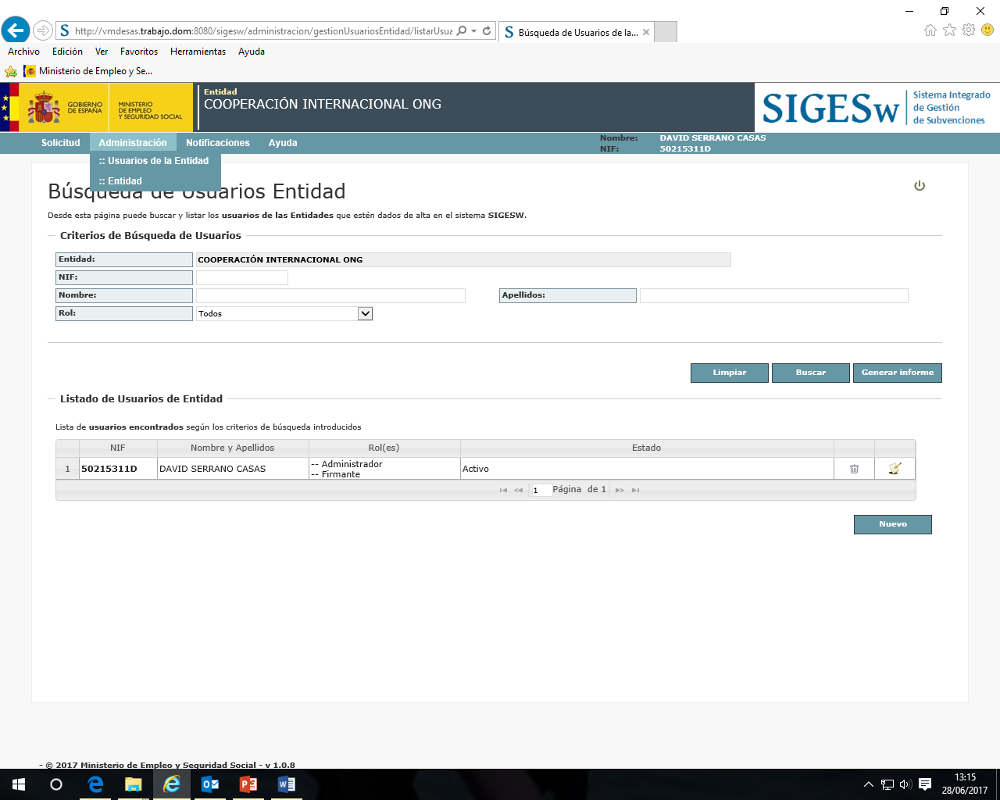 http://vmdesas.trabajo.dom:8080/sigesw/administracion/gestionUsuariosEntidad/listarUsua
Búsqueda de Usuarios de la...
Archivo Edición Ver Favoritos Herramientas Ayuda
Ministerio de Empleo y Se...
GOBIERNO
DE ESPAÑA
MINISTERIO
DE EMPLEO
Y SEGURIDAD SOCIAL
Entidad
COOPERACIÓN INTERNACIONAL ONG
SIGESw
Sistema Integrado
de Gestión
de Subvenciones
Solicitud Administración Notificaciones Ayuda
Nombre: DAVID SERRANO CASAS
NIF: 50215311D
:: Usuarios de la Entidad
:: Entidad
Búsqueda de Usuarios Entidad
Desde esta página puede buscar y listar los usuarios de las Entidades que estén dados de alta en el sistema SIGESW.
Criterios de Búsqueda de Usuarios
Entidad: COOPERACIÓN INTERNACIONAL ONG
NIF:
Nombre: Apellidos:
Rol: Todos
Limpiar Buscar Generar informe
Listado de Usuarios de Entidad
Lista de usuarios encontrados según los criterios de búsqueda introducidos
NIF Nombre y Apellidos Rol(es) Estado
1 50215311D DAVID SERRANO CASAS -- Administrador Activo
-- Firmante
1 Página de 1
Nuevo
- © 2017 Ministerio de Empleo y Seguridad Social - v 1.0.8
13:15
28/06/2017